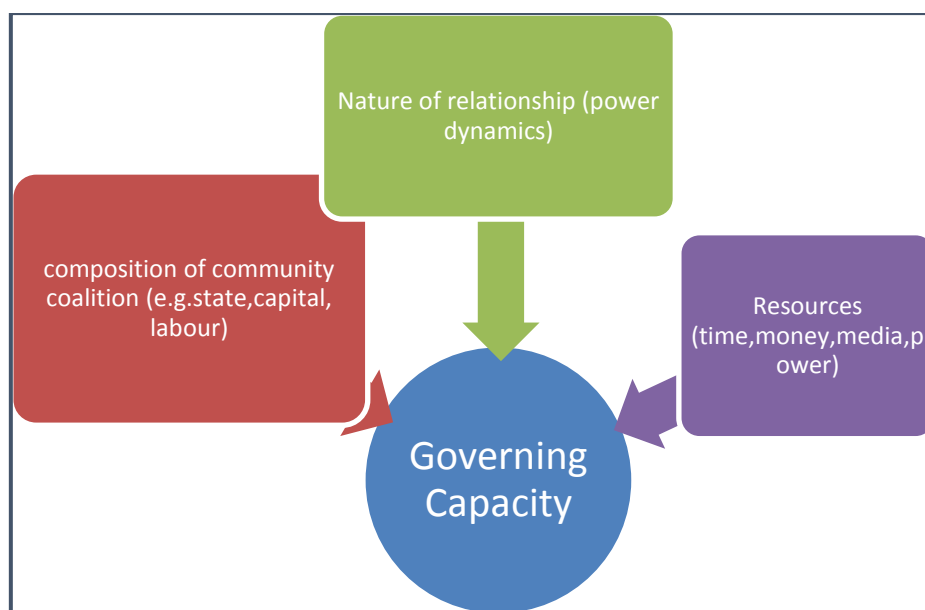 Nature of relationship (power
dynamics)
composition of community
coalition (e.g.state,capital,
labour)
Resources
(time,money,media,p
ower)
Governing
Capacity